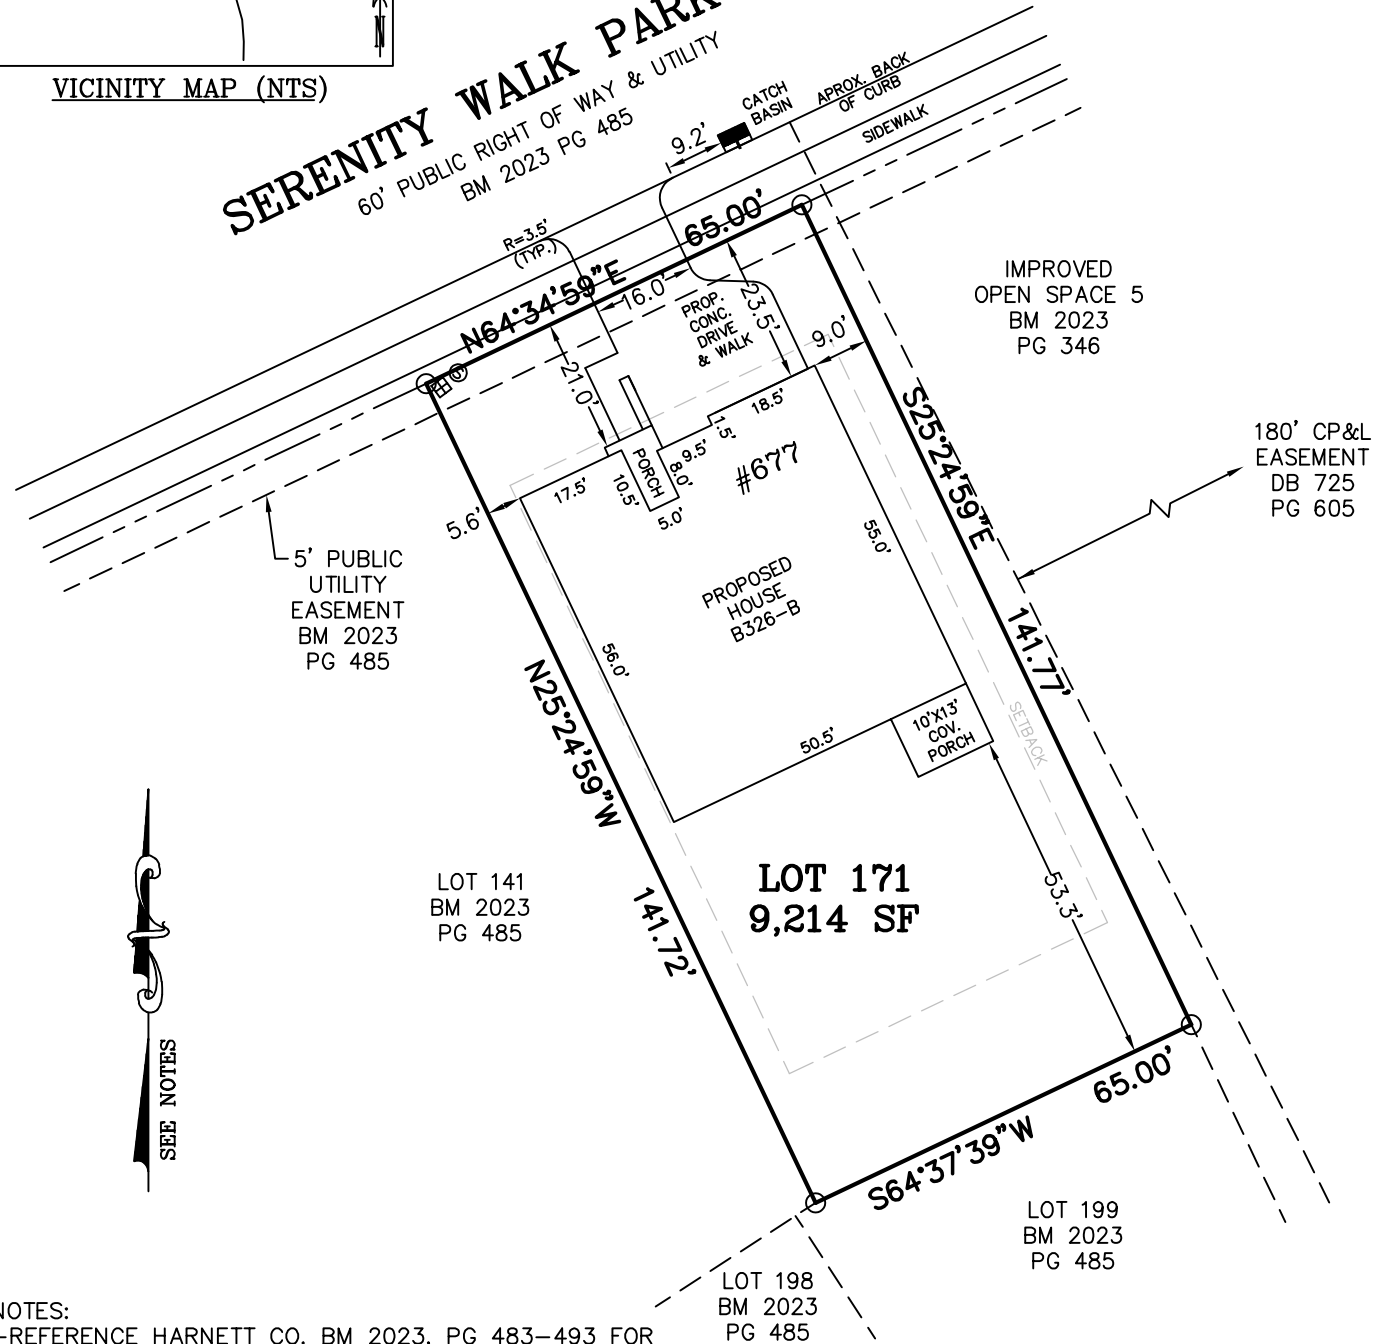 N
VICINITY MAP (NTS)
SERENITY WALK PARK
60' PUBLIC RIGHT OF WAY & UTILITY
BM 2023 PG 485
CATCH
BASIN
APROX. BACK
OF CURB
SIDEWALK
9.2'
R=3.5'
(TYP.)
N64°34'59"E
65.00'
16.0'
PROP.
CONC.
DRIVE
& WALK
23.5'
9.0'
21.0'
IMPROVED
OPEN SPACE 5
BM 2023
PG 346
S25°24'59"E
141.77'
180' CP&L
EASEMENT
DB 725
PG 605
18.5'
1.5'
9.5'
8.0'
PORCH
10.5'
5.0'
17.5'
5.6'
#677
55.0'
5' PUBLIC
UTILITY
EASEMENT
BM 2023
PG 485
PROPOSED
HOUSE
B326-B
56.0'
N25°24'59"W
141.72'
50.5'
10'X13'
COV.
PORCH
SETBACK
53.3'
LOT 171
9,214 SF
LOT 141
BM 2023
PG 485
SEE NOTES
65.00'
S64°37'39"W
LOT 199
BM 2023
PG 485
LOT 198
BM 2023
PG 485
NOTES:
-REFERENCE HARNETT CO. BM 2023, PG 483-493 FOR